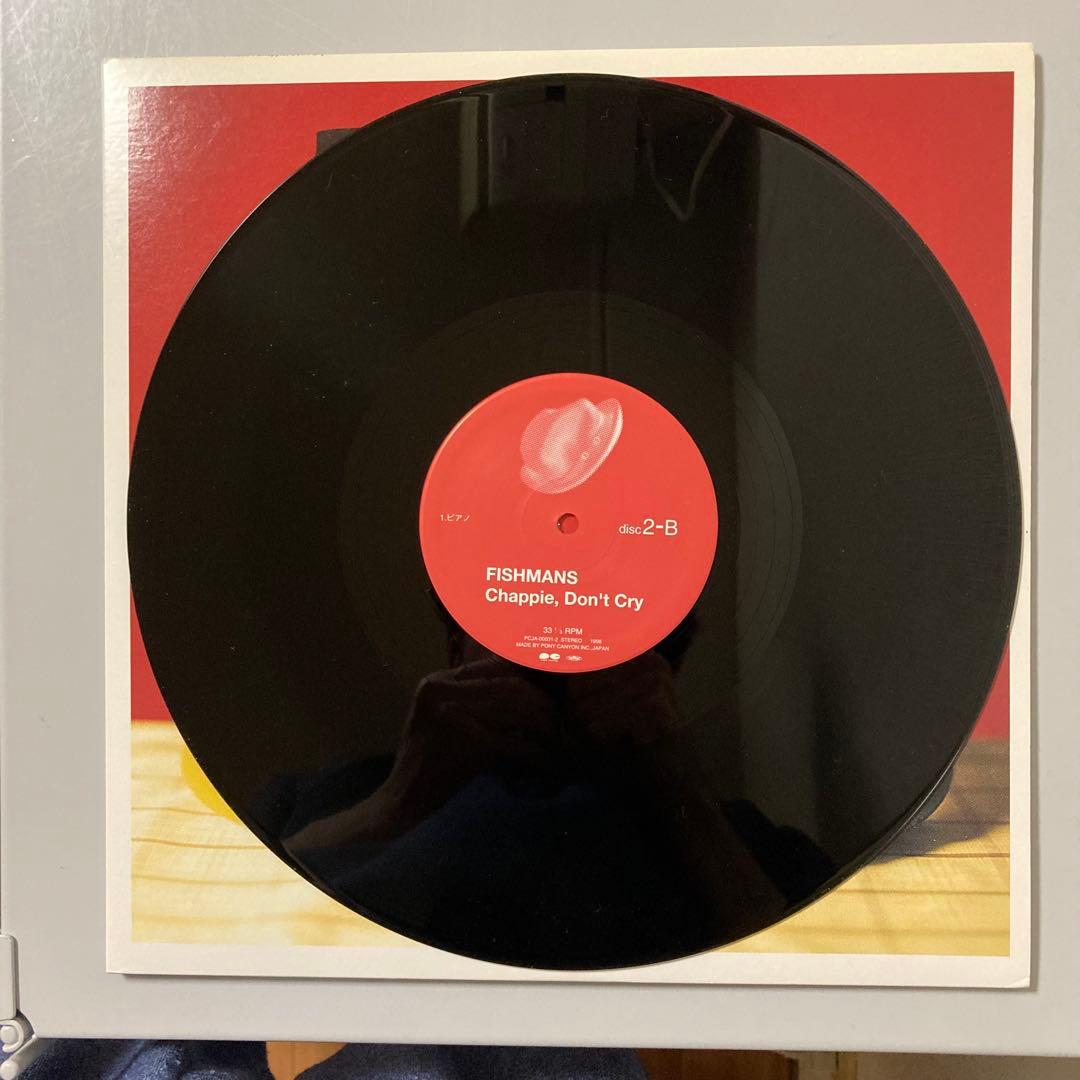 1.ピアノ
disc 2-B
FISHMANS
Chappie, Don't Cry
33 ⅓ RPM
PCJA-00031-2 STEREO 1998
MADE BY PONY CANYON INC., JAPAN